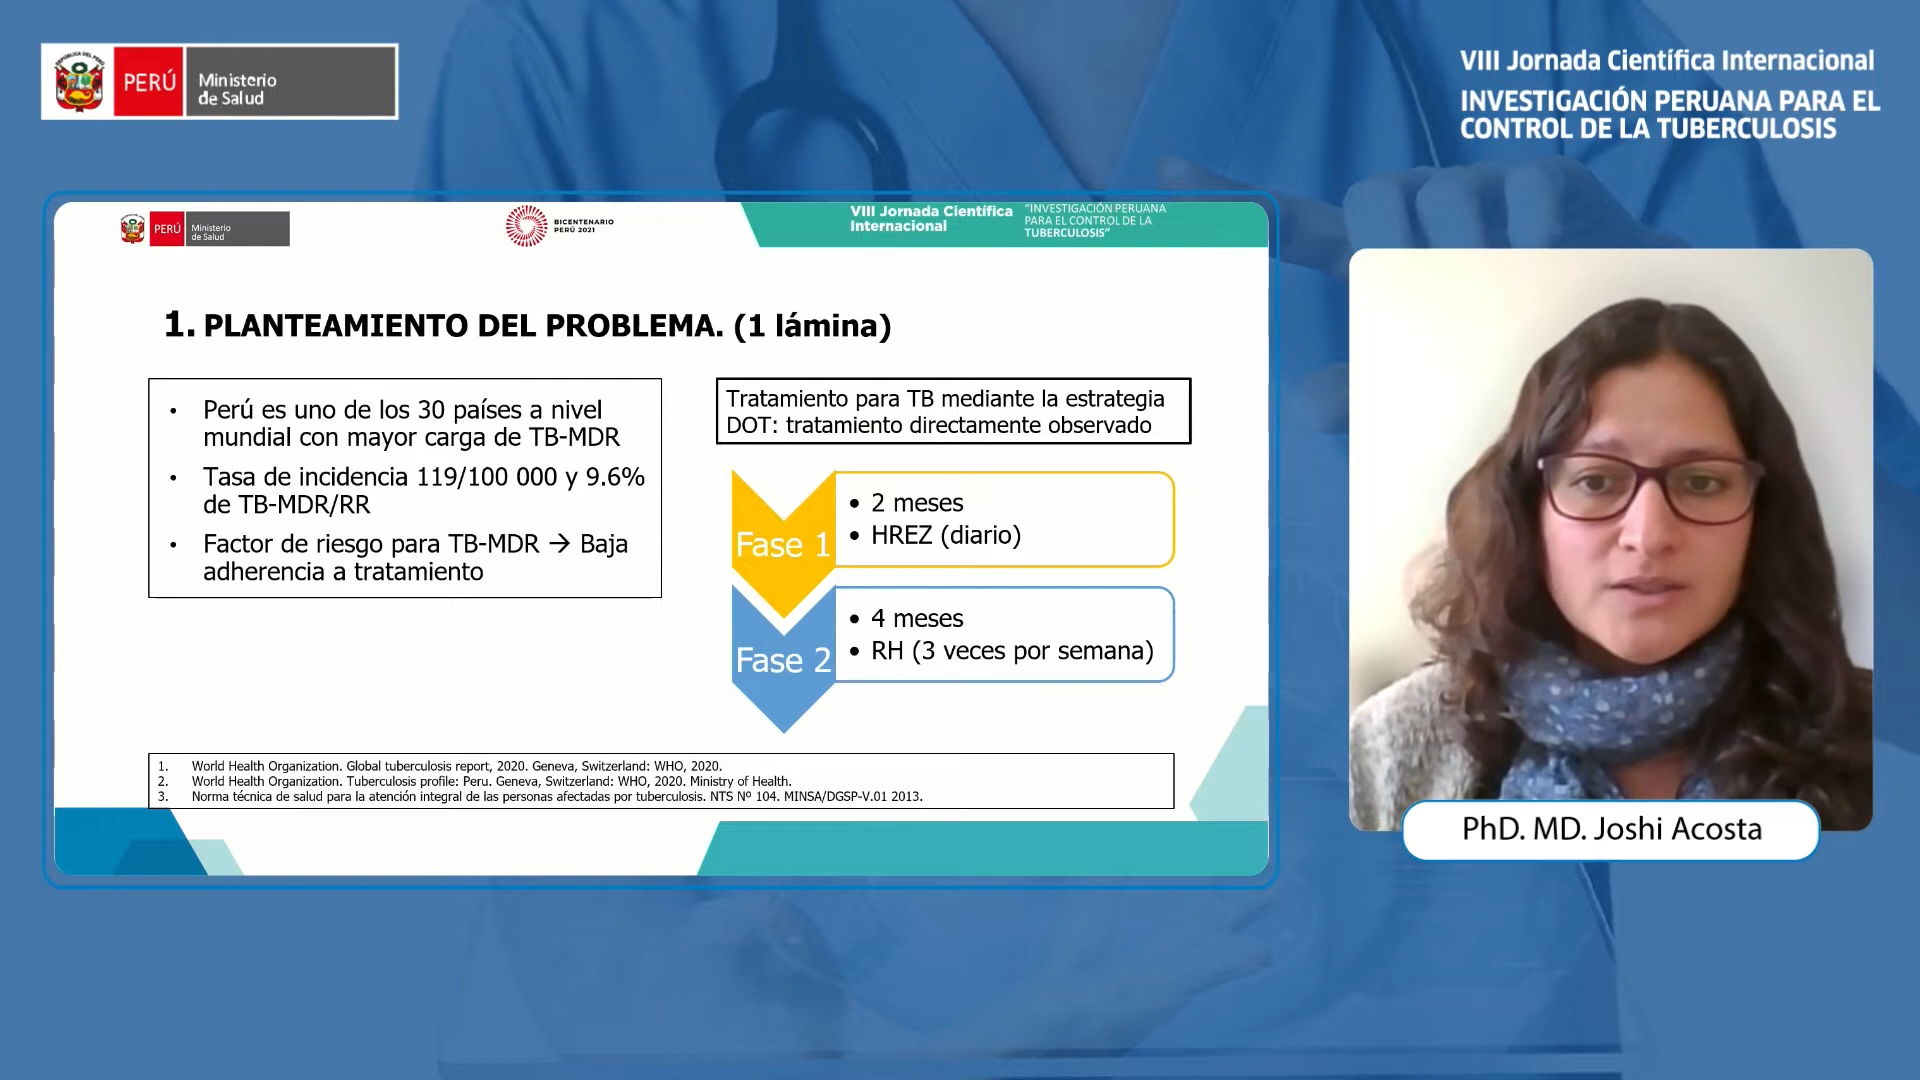 PERÚ
Ministerio
de Salud
VIII Jornada Científica Internacional
INVESTIGACIÓN PERUANA PARA EL
CONTROL DE LA TUBERCULOSIS
PERÚ
Ministerio
de Salud
BICENTENARIO
PERÚ 2021
VIII Jornada Científica
Internacional
"INVESTIGACIÓN PERUANA
PARA EL CONTROL DE LA
TUBERCULOSIS"
1. PLANTEAMIENTO DEL PROBLEMA. (1 lámina)
• Perú es uno de los 30 países a nivel
mundial con mayor carga de TB-MDR
• Tasa de incidencia 119/100 000 y 9.6%
de TB-MDR/RR
• Factor de riesgo para TB-MDR → Baja
adherencia a tratamiento
Tratamiento para TB mediante la estrategia
DOT: tratamiento directamente observado
Fase 1
• 2 meses
• HREZ (diario)
Fase 2
• 4 meses
• RH (3 veces por semana)
1. World Health Organization. Global tuberculosis report, 2020. Geneva, Switzerland: WHO, 2020.
2. World Health Organization. Tuberculosis profile: Peru. Geneva, Switzerland: WHO, 2020. Ministry of Health.
3. Norma técnica de salud para la atención integral de las personas afectadas por tuberculosis. NTS Nº 104. MINSA/DGSP-V.01 2013.
PhD. MD. Joshi Acosta